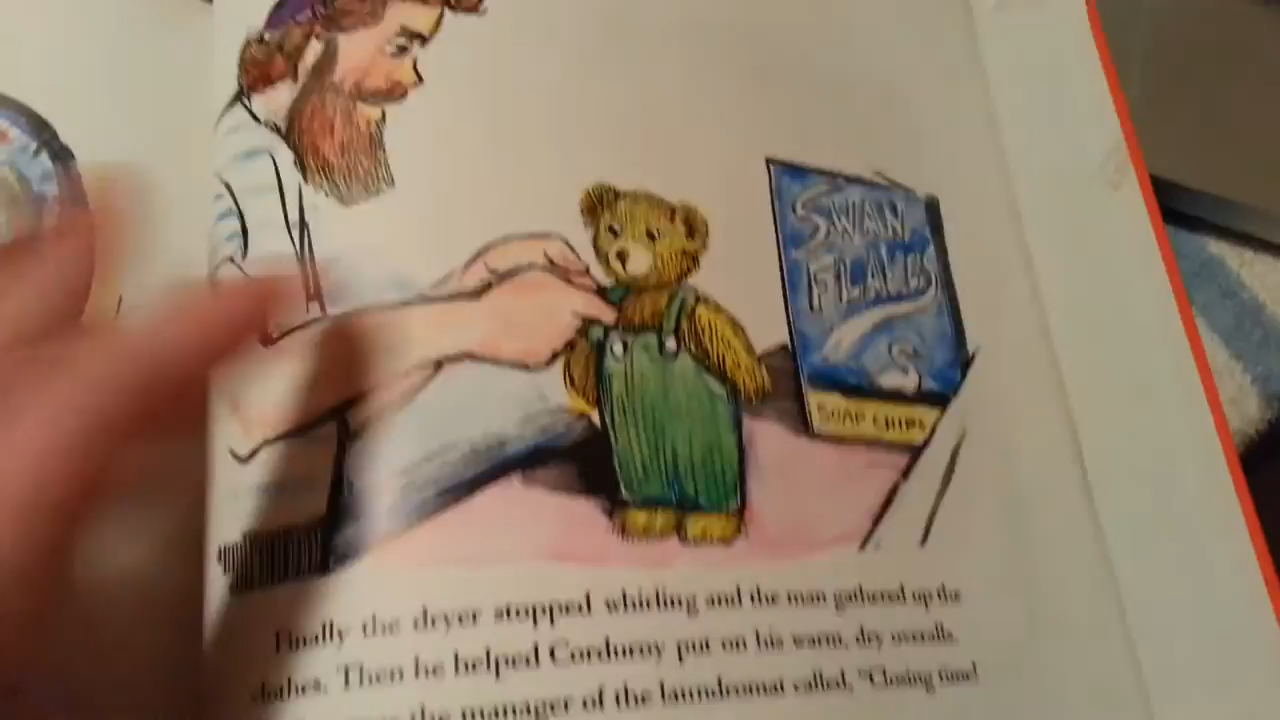 SWAN
FLAKES
SOAP CHIPS
Finally the dryer stopped whirling and the man gathered up the
clothes. Then he helped Corduroy put on his warm, dry overalls.
the manager of the laundromat called, "Closing time!